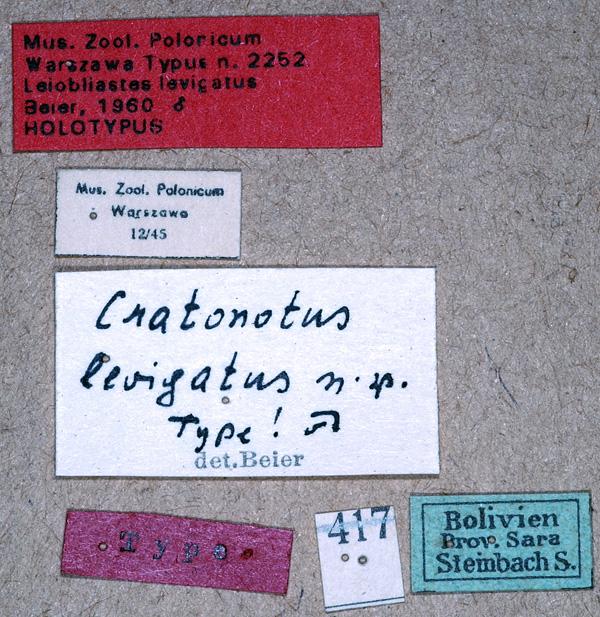 Mus. Zool. Polonicum
Warszawa Typus n. 2252
Leiobliastes levigatus
Beier, 1960 ♂
HOLOTYPUS
Mus. Zool. Polonicum
Warszawa
12/45
Cratonotus
levigatus n. sp.
Type! ♂
det. Beier
Type
417
Bolivien
Prov. Sara
Steinbach S.